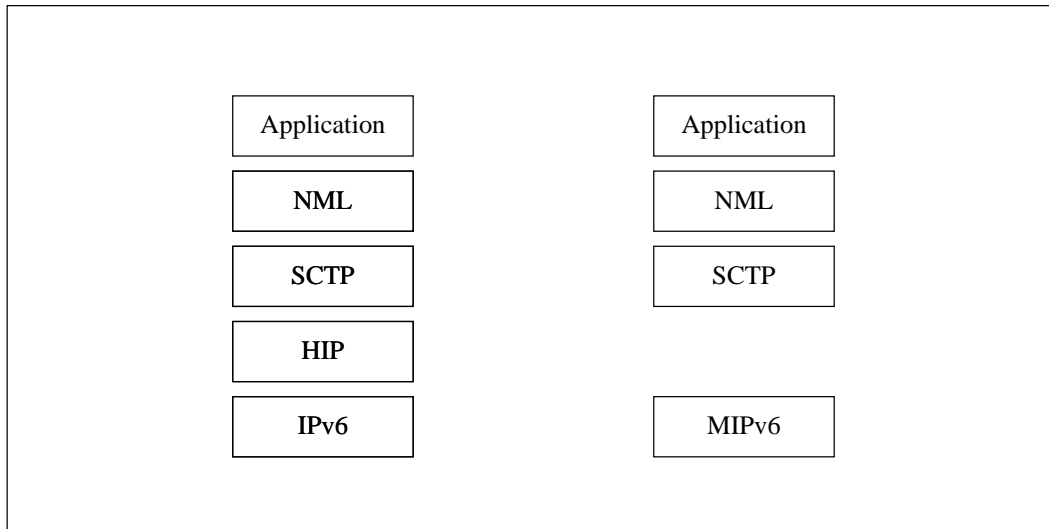 Application
NML
SCTP
HIP
IPv6
Application
NML
SCTP
MIPv6